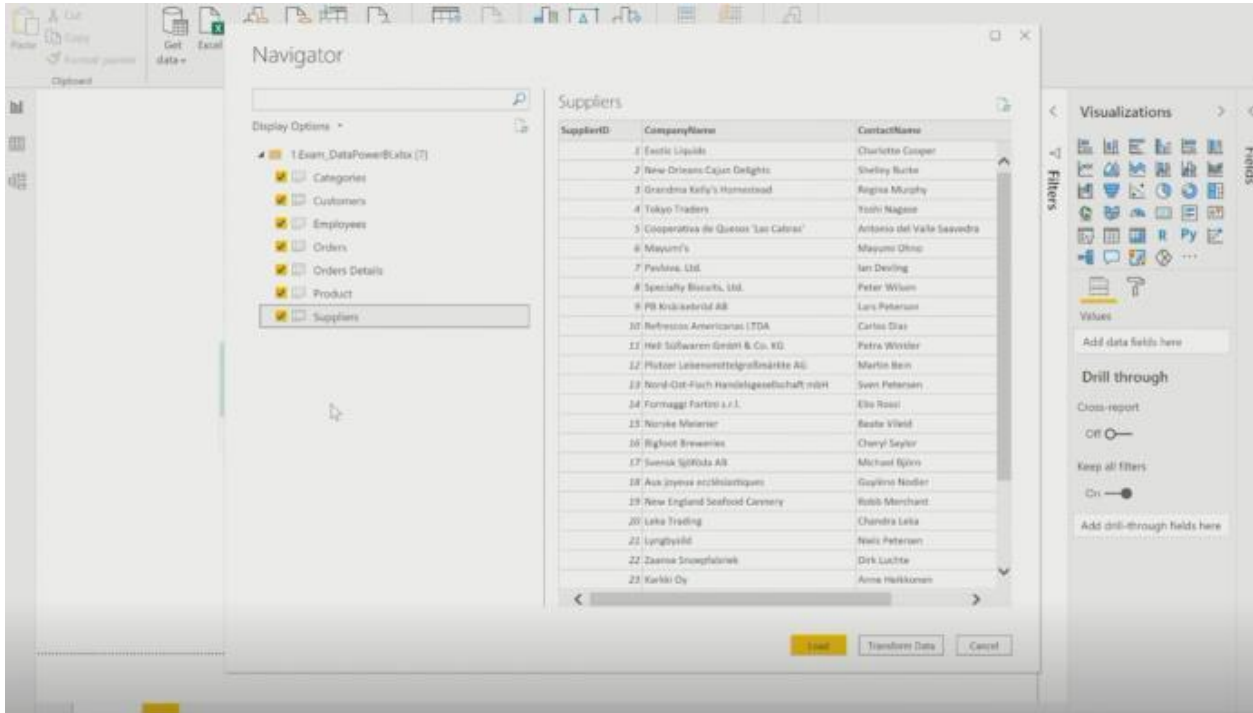 Cut
Copy
Format painter
Paste
Clipboard
Get
data
Excel
Navigator
Display Options
1.Exam_DataPowerBI.xlsx [7]
Categories
Customers
Employees
Orders
Orders Details
Product
Suppliers
Suppliers
SupplierID CompanyName ContactName
1 Exotic Liquids Charlotte Cooper
2 New Orleans Cajun Delights Shelley Burke
3 Grandma Kelly's Homestead Regina Murphy
4 Tokyo Traders Yoshi Nagase
5 Cooperativa de Quesos 'Las Cabras' Antonio del Valle Saavedra
6 Mayumi's Mayumi Ohno
7 Pavlova, Ltd. Ian Devling
8 Specialty Biscuits, Ltd. Peter Wilson
9 PB Knäckebröd AB Lars Peterson
10 Refrescos Americanas LTDA Carlos Diaz
11 Heli Süßwaren GmbH & Co. KG Petra Winkler
12 Plutzer Lebensmittelgroßmärkte AG Martin Bein
13 Nord-Ost-Fisch Handelsgesellschaft mbH Sven Petersen
14 Formaggi Fortini s.r.l. Elio Rossi
15 Norske Meierier Beate Vileid
16 Bigfoot Breweries Cheryl Saylor
17 Svensk Sjöföda AB Michael Björn
18 Aux joyeux ecclésiastiques Guylène Nodier
19 New England Seafood Cannery Robb Merchant
20 Leka Trading Chandra Leka
21 Lyngbysild Niels Petersen
22 Zaanse Snoepfabriek Dirk Luchte
23 Karkki Oy Anne Heikkonen
Load
Transform Data
Cancel
Filters
Visualizations
R Py
Values
Add data fields here
Drill through
Cross-report
Off
Keep all filters
On
Add drill-through fields here
Fields